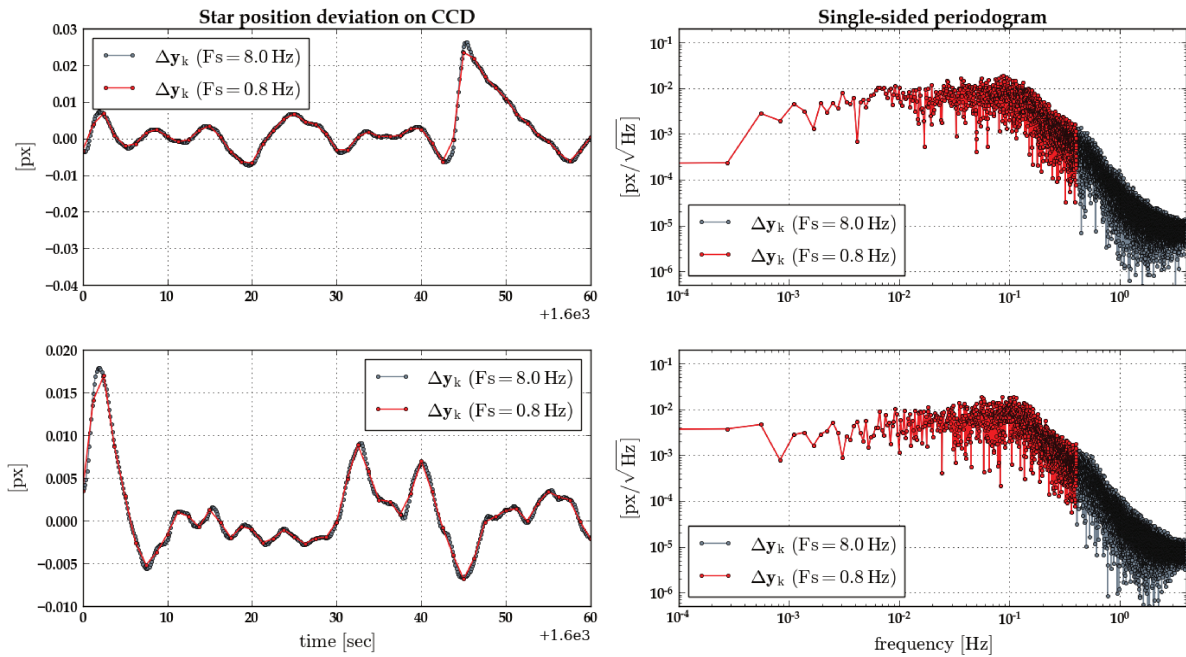 Star position deviation on CCD
0.04
0.03
0.02
0.01
0.00
−0.01
−0.02
−0.03
−0.04
[px]
Δy_k (Fs = 8.0 Hz)
Δy_k (Fs = 0.8 Hz)
0 10 20 30 40 50 60
+1.6e3
Single-sided periodogram
10^-1
10^-2
10^-3
10^-4
10^-5
10^-6
[px/√Hz]
Δy_k (Fs = 8.0 Hz)
Δy_k (Fs = 0.8 Hz)
10^-4 10^-3 10^-2 10^-1 10^0
0.020
0.015
0.010
0.005
0.000
−0.005
−0.010
[px]
Δy_k (Fs = 8.0 Hz)
Δy_k (Fs = 0.8 Hz)
0 10 20 30 40 50 60
+1.6e3
time [sec]
10^-1
10^-2
10^-3
10^-4
10^-5
10^-6
[px/√Hz]
Δy_k (Fs = 8.0 Hz)
Δy_k (Fs = 0.8 Hz)
10^-4 10^-3 10^-2 10^-1 10^0
frequency [Hz]